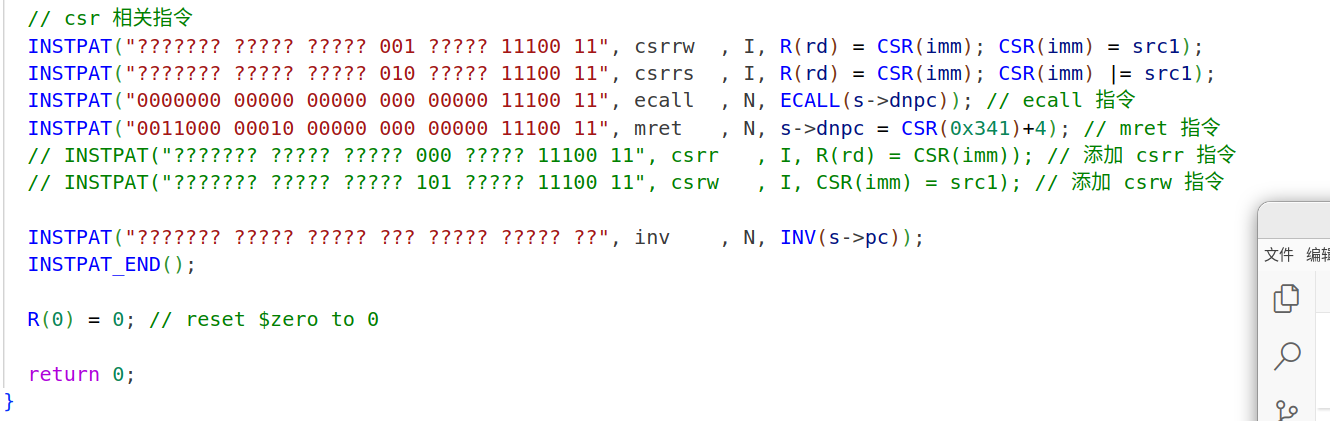 // csr 相关指令
INSTPAT("??????? ????? ????? 001 ????? 11100 11", csrrw  , I, R(rd) = CSR(imm); CSR(imm) = src1);
INSTPAT("??????? ????? ????? 010 ????? 11100 11", csrrs  , I, R(rd) = CSR(imm); CSR(imm) |= src1);
INSTPAT("0000000 00000 00000 000 00000 11100 11", ecall  , N, ECALL(s->dnpc)); // ecall 指令
INSTPAT("0011000 00010 00000 000 00000 11100 11", mret   , N, s->dnpc = CSR(0x341)+4); // mret 指令
// INSTPAT("??????? ????? ????? 000 ????? 11100 11", csrr   , I, R(rd) = CSR(imm)); // 添加 csrr 指令
// INSTPAT("??????? ????? ????? 101 ????? 11100 11", csrw   , I, CSR(imm) = src1); // 添加 csrw 指令
INSTPAT("??????? ????? ????? ??? ????? ????? ??", inv    , N, INV(s->pc));
INSTPAT_END();
R(0) = 0; // reset $zero to 0
return 0;
}
文件 编辑